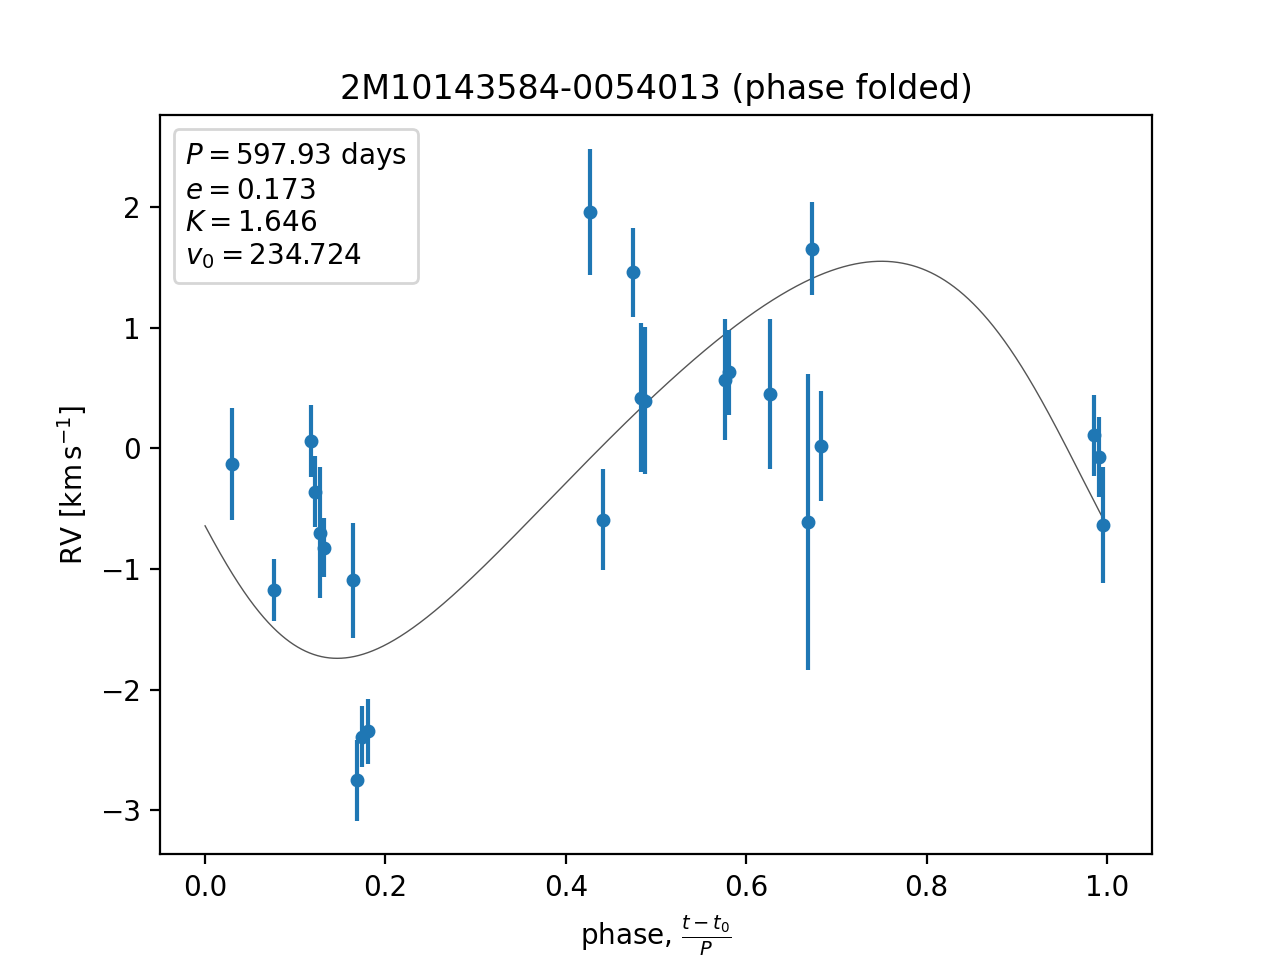 2M10143584-0054013 (phase folded)
P = 597.93 days
e = 0.173
K = 1.646
v₀ = 234.724
2
1
0
−1
−2
−3
RV [km s⁻¹]
0.0 0.2 0.4 0.6 0.8 1.0
phase, (t − t₀)/P